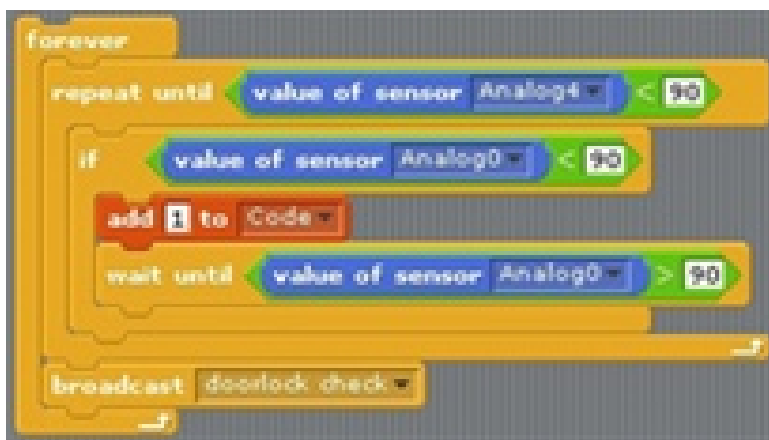 forever
repeat until value of sensor Analog4 < 90
if value of sensor Analog0 < 90
add 1 to Code
wait until value of sensor Analog0 > 90
broadcast doorlock check